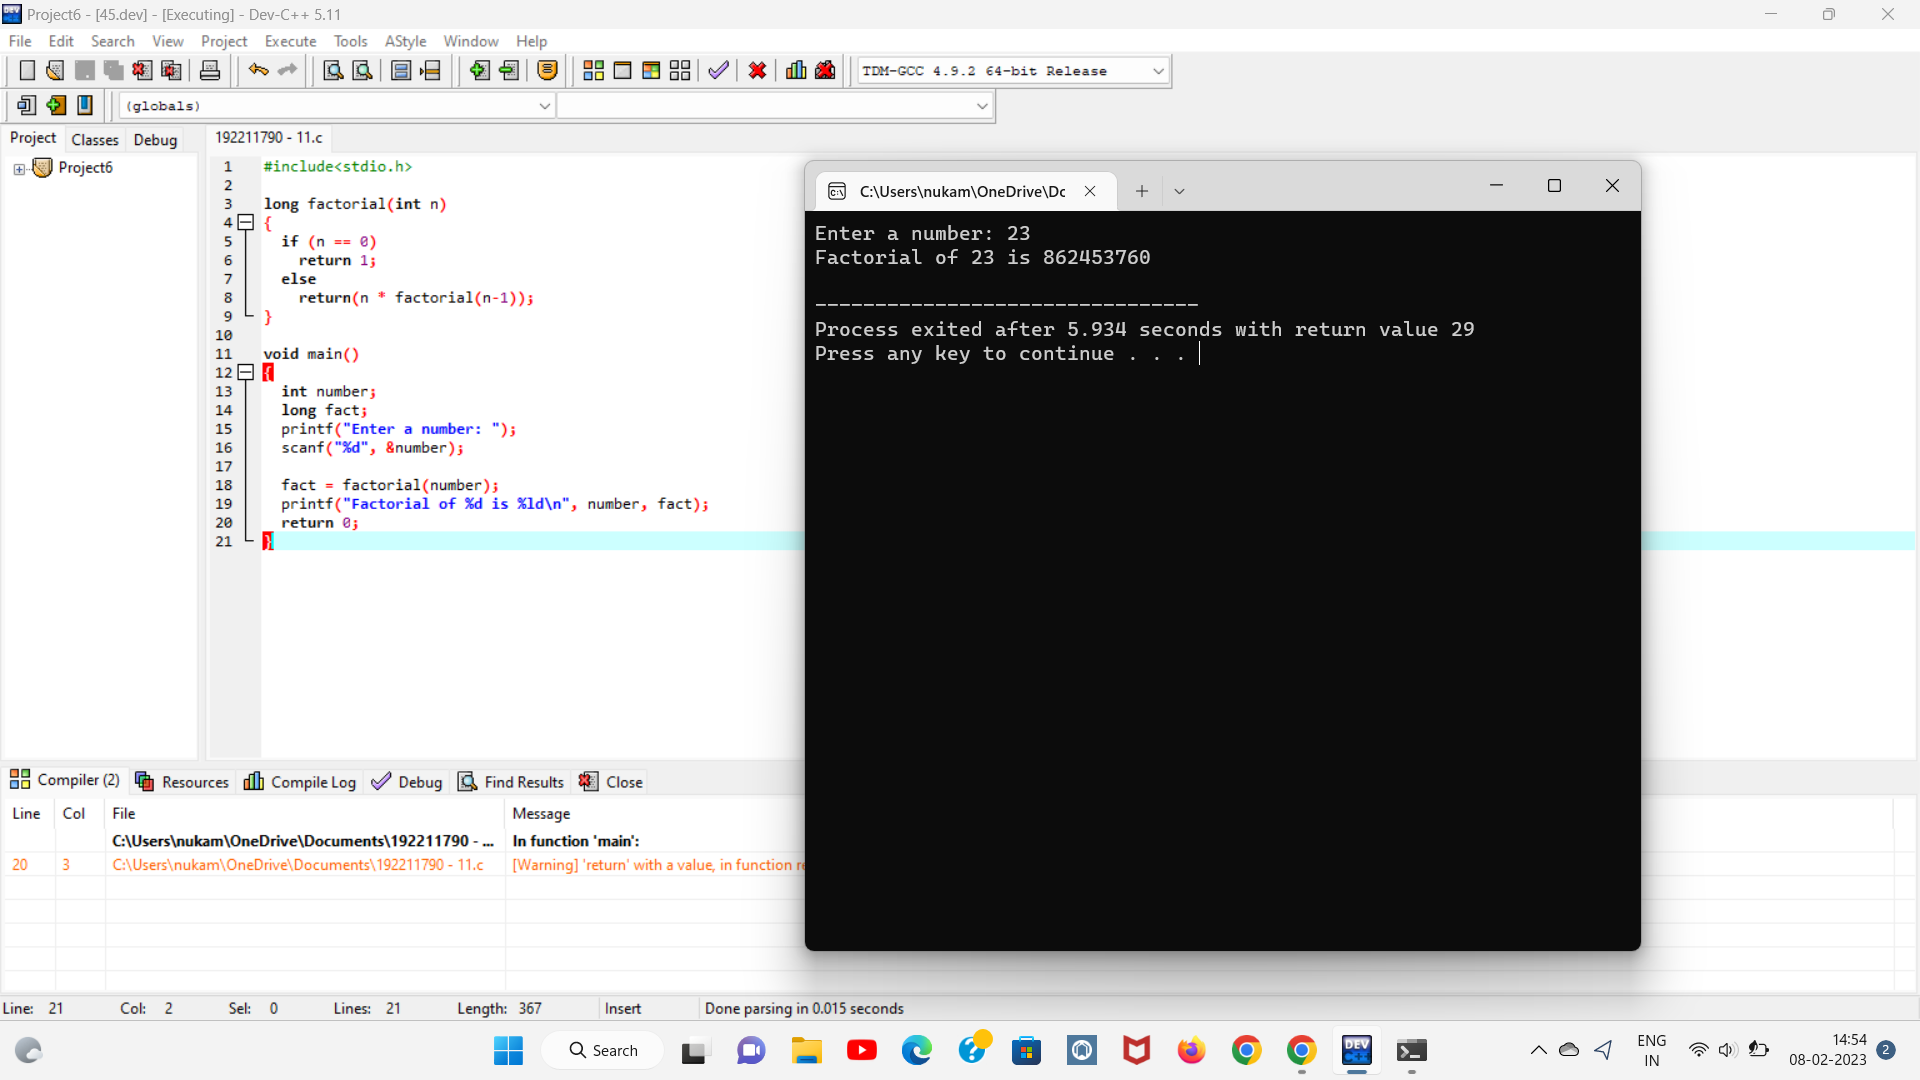 Project6 - [45.dev] - [Executing] - Dev-C++ 5.11
File Edit Search View Project Execute Tools AStyle Window Help
TDM-GCC 4.9.2 64-bit Release
(globals)
Project Classes Debug 192211790 - 11.c
Project6
1 #include<stdio.h>
2
3 long factorial(int n)
4 {
5 if (n == 0)
6 return 1;
7 else
8 return(n * factorial(n-1));
9 }
10
11 void main()
12 {
13 int number;
14 long fact;
15 printf("Enter a number: ");
16 scanf("%d", &number);
17
18 fact = factorial(number);
19 printf("Factorial of %d is %ld\n", number, fact);
20 return 0;
21 }
C:\Users\nukam\OneDrive\Dc
Enter a number: 23
Factorial of 23 is 862453760
--------------------------------
Process exited after 5.934 seconds with return value 29
Press any key to continue . . .
Compiler (2) Resources Compile Log Debug Find Results Close
Line Col File Message
C:\Users\nukam\OneDrive\Documents\192211790 - ... In function 'main':
20 3 C:\Users\nukam\OneDrive\Documents\192211790 - 11.c [Warning] 'return' with a value, in function re
Line: 21 Col: 2 Sel: 0 Lines: 21 Length: 367 Insert Done parsing in 0.015 seconds
Search
DEV C++
ENG
IN
14:54
08-02-2023
2